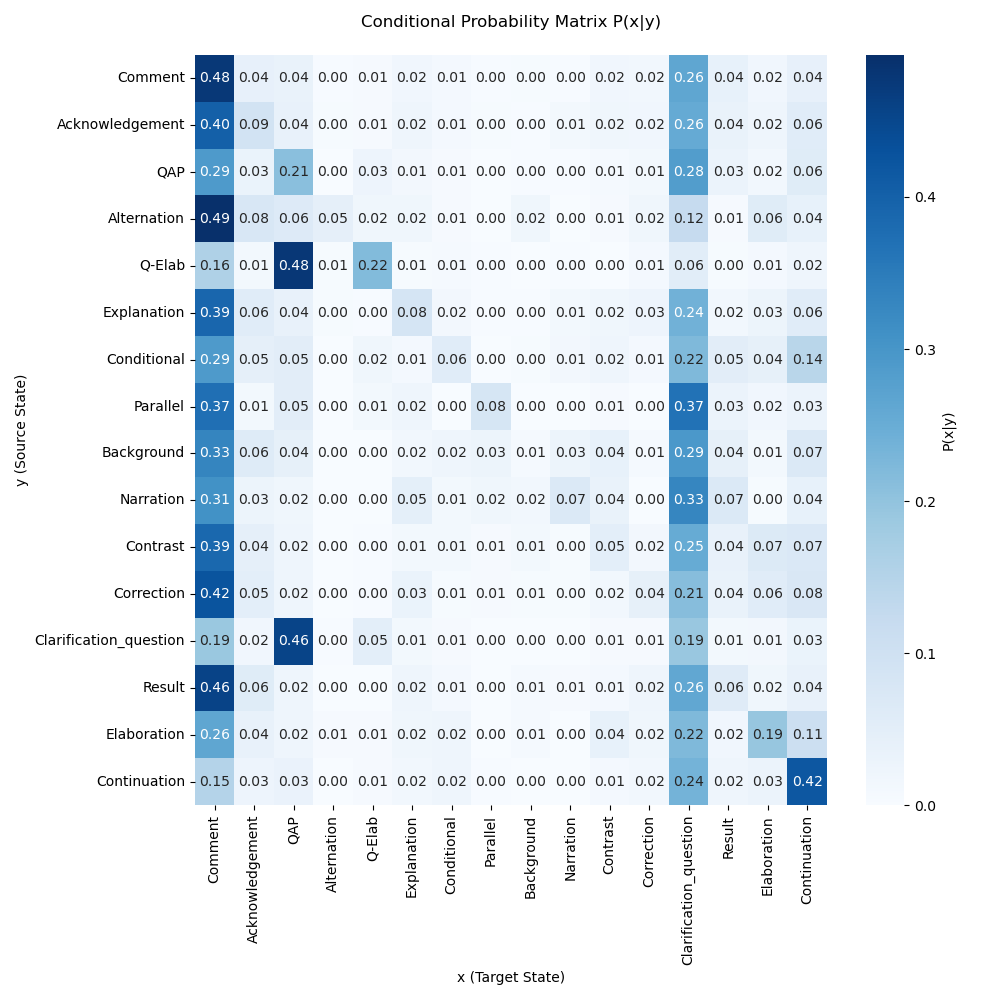 Conditional Probability Matrix P(x|y)
Comment 0.48 0.04 0.04 0.00 0.01 0.02 0.01 0.00 0.00 0.00 0.02 0.02 0.26 0.04 0.02 0.04
Acknowledgement 0.40 0.09 0.04 0.00 0.01 0.02 0.01 0.00 0.00 0.01 0.02 0.02 0.26 0.04 0.02 0.06
QAP 0.29 0.03 0.21 0.00 0.03 0.01 0.01 0.00 0.00 0.00 0.01 0.01 0.28 0.03 0.02 0.06
Alternation 0.49 0.08 0.06 0.05 0.02 0.02 0.01 0.00 0.02 0.00 0.01 0.02 0.12 0.01 0.06 0.04
Q-Elab 0.16 0.01 0.48 0.01 0.22 0.01 0.01 0.00 0.00 0.00 0.00 0.01 0.06 0.00 0.01 0.02
Explanation 0.39 0.06 0.04 0.00 0.00 0.08 0.02 0.00 0.00 0.01 0.02 0.03 0.24 0.02 0.03 0.06
Conditional 0.29 0.05 0.05 0.00 0.02 0.01 0.06 0.00 0.00 0.01 0.02 0.01 0.22 0.05 0.04 0.14
Parallel 0.37 0.01 0.05 0.00 0.01 0.02 0.00 0.08 0.00 0.00 0.01 0.00 0.37 0.03 0.02 0.03
Background 0.33 0.06 0.04 0.00 0.00 0.02 0.02 0.03 0.01 0.03 0.04 0.01 0.29 0.04 0.01 0.07
Narration 0.31 0.03 0.02 0.00 0.00 0.05 0.01 0.02 0.02 0.07 0.04 0.00 0.33 0.07 0.00 0.04
Contrast 0.39 0.04 0.02 0.00 0.00 0.01 0.01 0.01 0.01 0.00 0.05 0.02 0.25 0.04 0.07 0.07
Correction 0.42 0.05 0.02 0.00 0.00 0.03 0.01 0.01 0.01 0.00 0.02 0.04 0.21 0.04 0.06 0.08
Clarification_question 0.19 0.02 0.46 0.00 0.05 0.01 0.01 0.00 0.00 0.00 0.01 0.01 0.19 0.01 0.01 0.03
Result 0.46 0.06 0.02 0.00 0.00 0.02 0.01 0.00 0.01 0.01 0.01 0.02 0.26 0.06 0.02 0.04
Elaboration 0.26 0.04 0.02 0.01 0.01 0.02 0.02 0.00 0.01 0.00 0.04 0.02 0.22 0.02 0.19 0.11
Continuation 0.15 0.03 0.03 0.00 0.01 0.02 0.02 0.00 0.00 0.00 0.01 0.02 0.24 0.02 0.03 0.42
y (Source State)
Comment
Acknowledgement
QAP
Alternation
Q-Elab
Explanation
Conditional
Parallel
Background
Narration
Contrast
Correction
Clarification_question
Result
Elaboration
Continuation
x (Target State)
0.4
0.3
0.2
0.1
0.0
P(x|y)